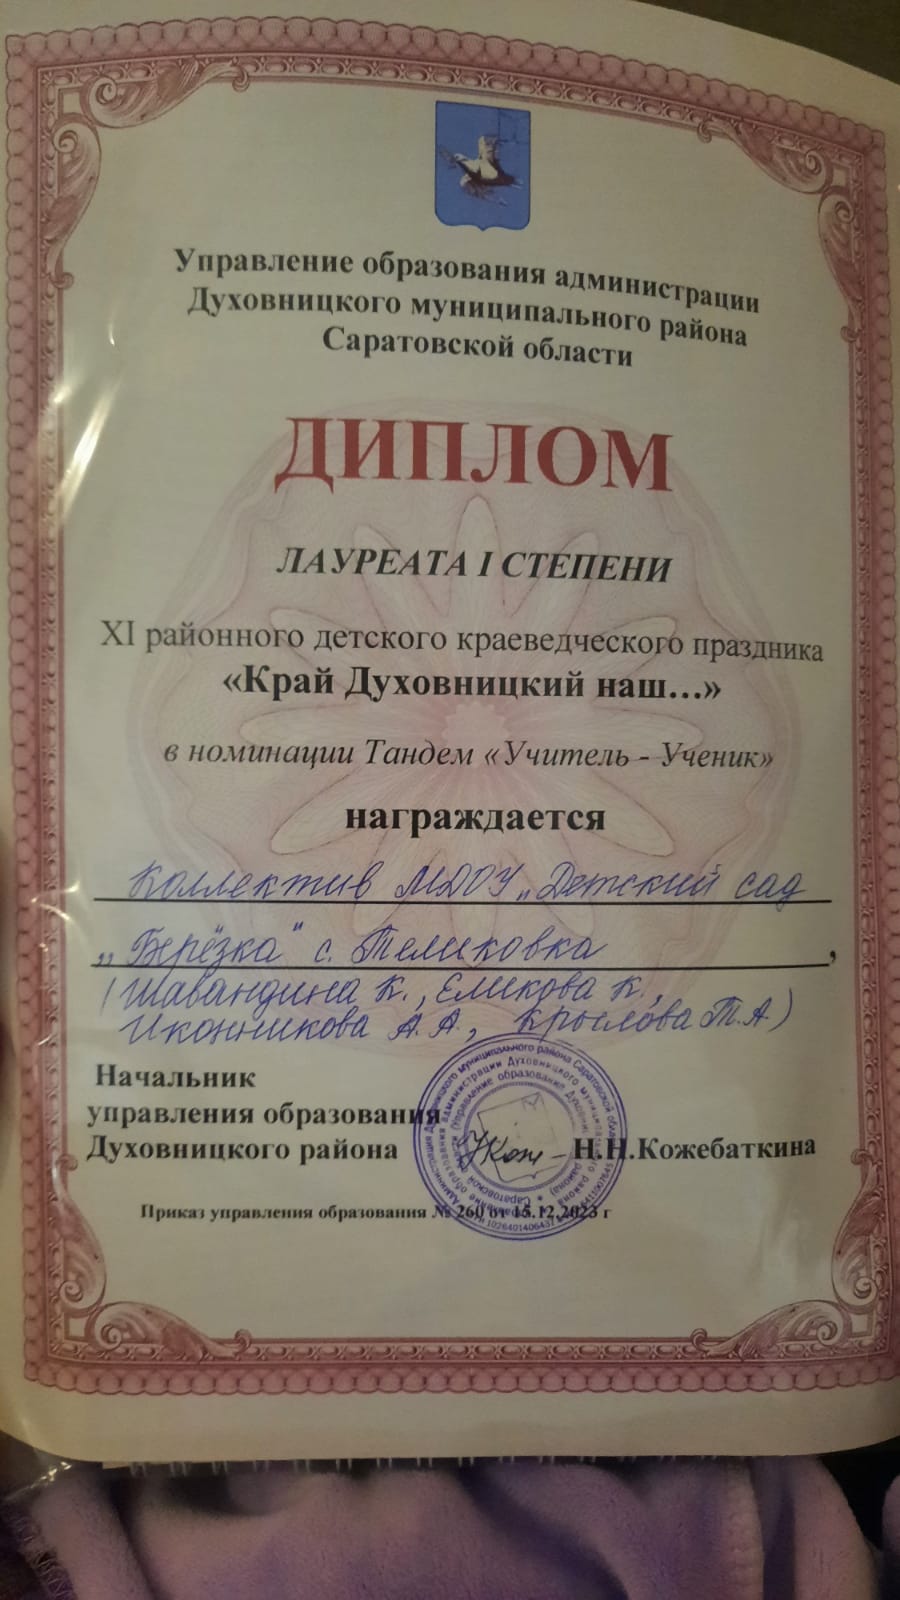 Управление образования администрации
Духовницкого муниципального района
Саратовской области
ДИПЛОМ
ЛАУРЕАТА I СТЕПЕНИ
XI районного детского краеведческого праздника
«Край Духовницкий наш...»
в номинации Тандем «Учитель - Ученик»
награждается
Коллектив МДОУ „Детский сад
„Берёзка" с. Теликовка,
(Шавандина К., Еликова К.,
Иконникова А.А., Крылова Т.А.)
Начальник
управления образования
Духовницкого района Н.Н.Кожебаткина
Приказ управления образования № 260 от 15.12.2023 г